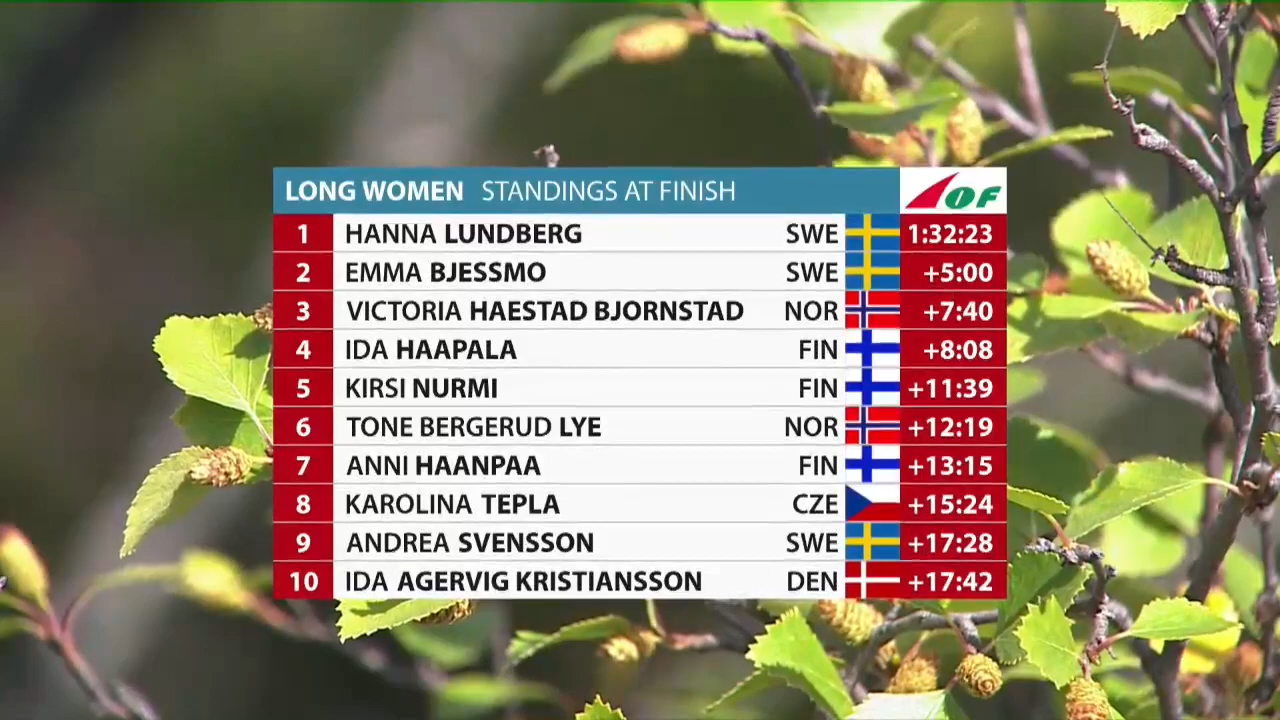 LONG WOMEN STANDINGS AT FINISH IOF
1 HANNA LUNDBERG SWE 1:32:23
2 EMMA BJESSMO SWE +5:00
3 VICTORIA HAESTAD BJORNSTAD NOR +7:40
4 IDA HAAPALA FIN +8:08
5 KIRSI NURMI FIN +11:39
6 TONE BERGERUD LYE NOR +12:19
7 ANNI HAANPAA FIN +13:15
8 KAROLINA TEPLA CZE +15:24
9 ANDREA SVENSSON SWE +17:28
10 IDA AGERVIG KRISTIANSSON DEN +17:42